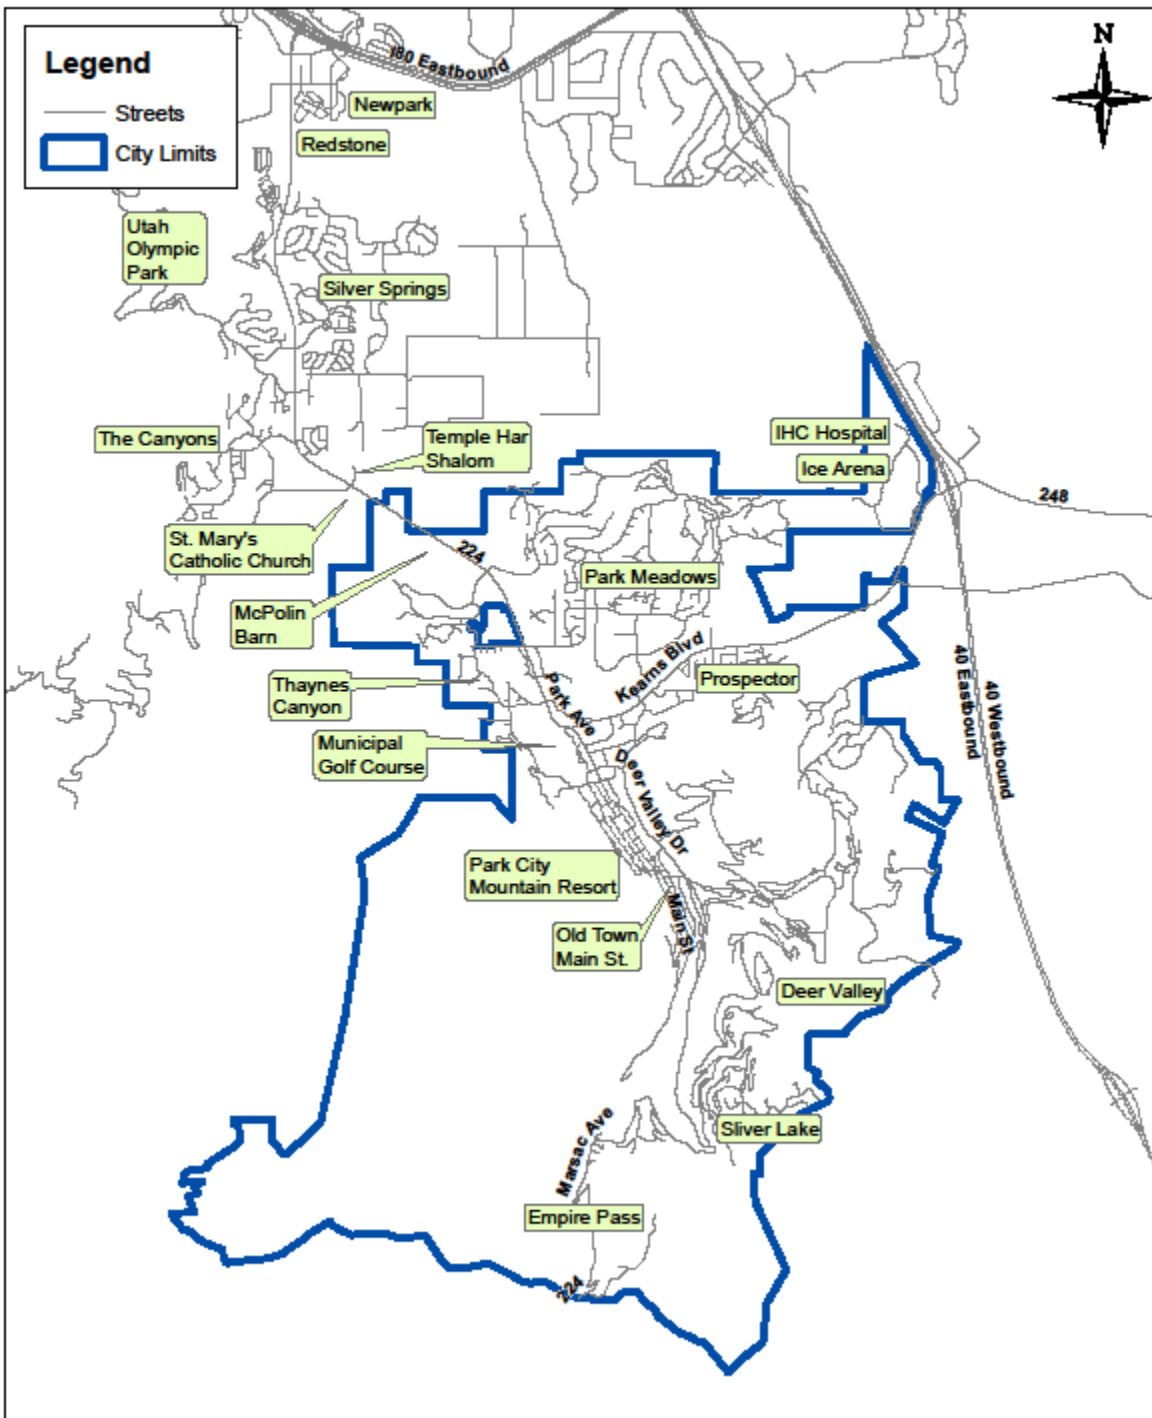 I80 Eastbound
N
Legend
Streets
City Limits
Newpark
Redstone
Utah
Olympic
Park
Silver Springs
The Canyons
Temple Har
Shalom
IHC Hospital
Ice Arena
248
St. Mary's
Catholic Church
224
Park Meadows
McPolin
Barn
Kearns Blvd
Thaynes
Canyon
Park Ave
Prospector
40 Eastbound
40 Westbound
Municipal
Golf Course
Deer Valley Dr
Park City
Mountain Resort
Main St
Old Town
Main St.
Deer Valley
Sliver Lake
Marsac Ave
Empire Pass
224